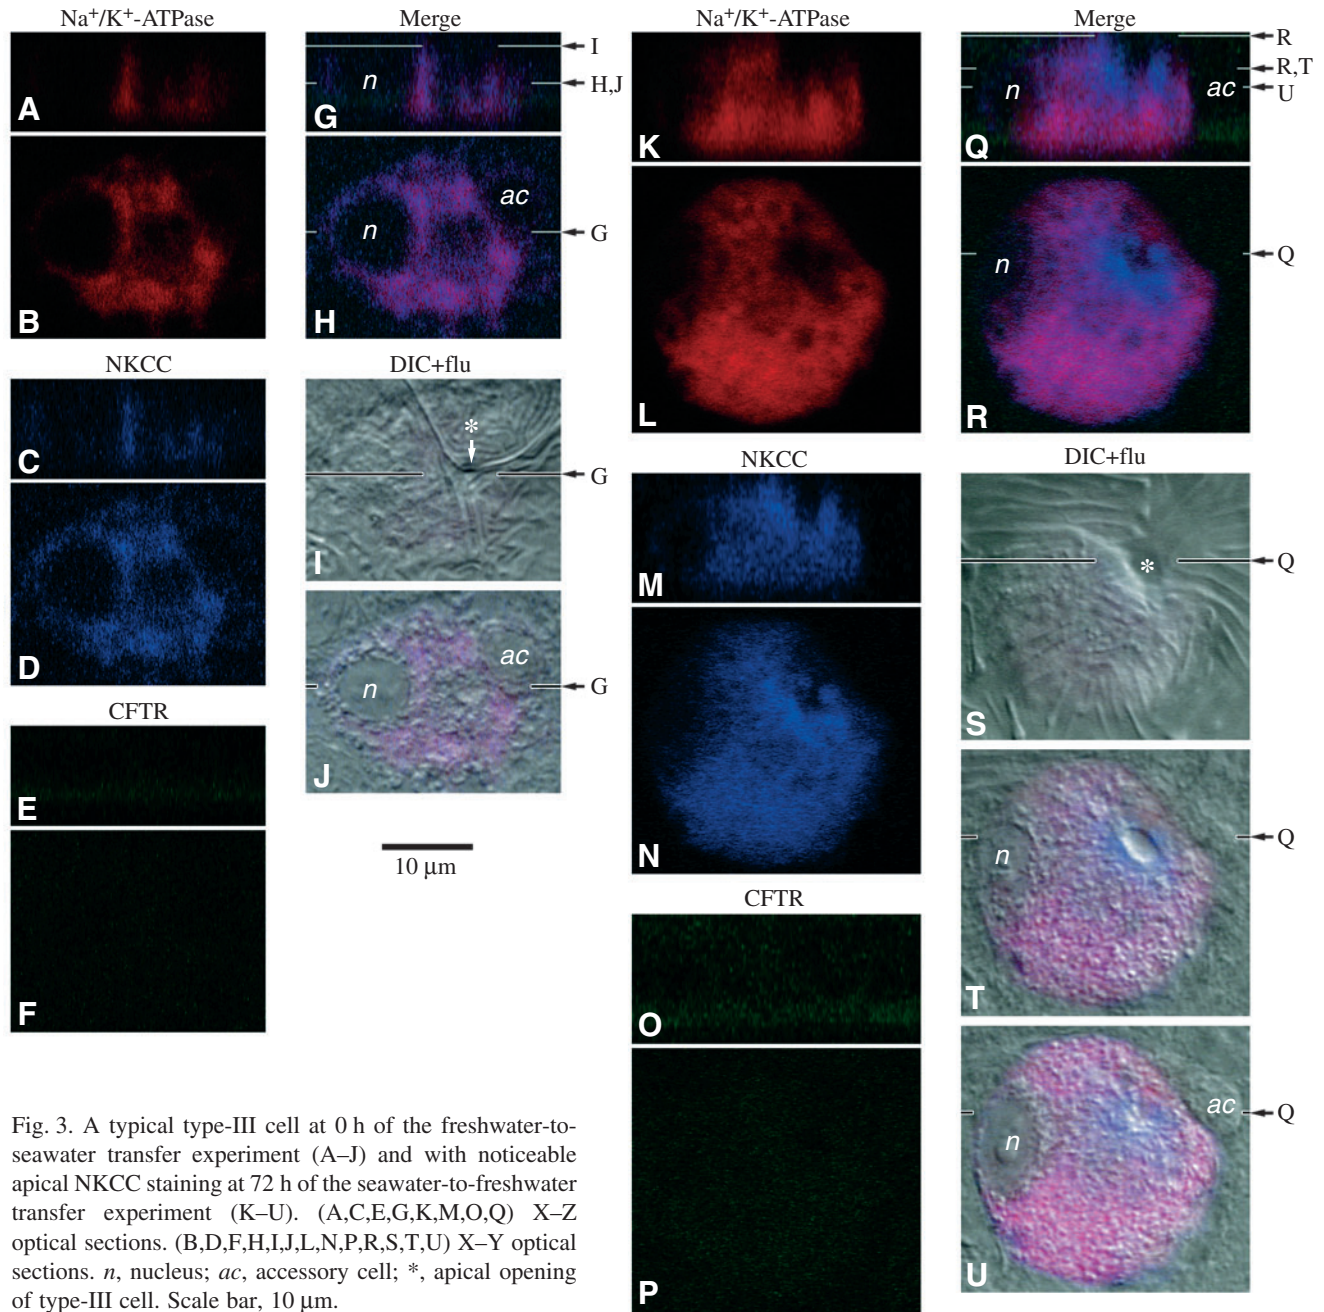 Na⁺/K⁺-ATPase
A
B
NKCC
C
D
CFTR
E
F
Merge
I
n
H,J
G
ac
n
G
H
DIC+flu
*
G
I
ac
n
G
J
10 μm
Na⁺/K⁺-ATPase
K
L
NKCC
M
N
CFTR
O
P
Merge
R
R,T
n
ac
U
Q
Q
n
R
DIC+flu
Q
*
S
Q
n
T
ac
Q
n
U
Fig. 3. A typical type-III cell at 0 h of the freshwater-to-
seawater transfer experiment (A–J) and with noticeable
apical NKCC staining at 72 h of the seawater-to-freshwater
transfer experiment (K–U). (A,C,E,G,K,M,O,Q) X–Z
optical sections. (B,D,F,H,I,J,L,N,P,R,S,T,U) X–Y optical
sections. n, nucleus; ac, accessory cell; *, apical opening
of type-III cell. Scale bar, 10 μm.